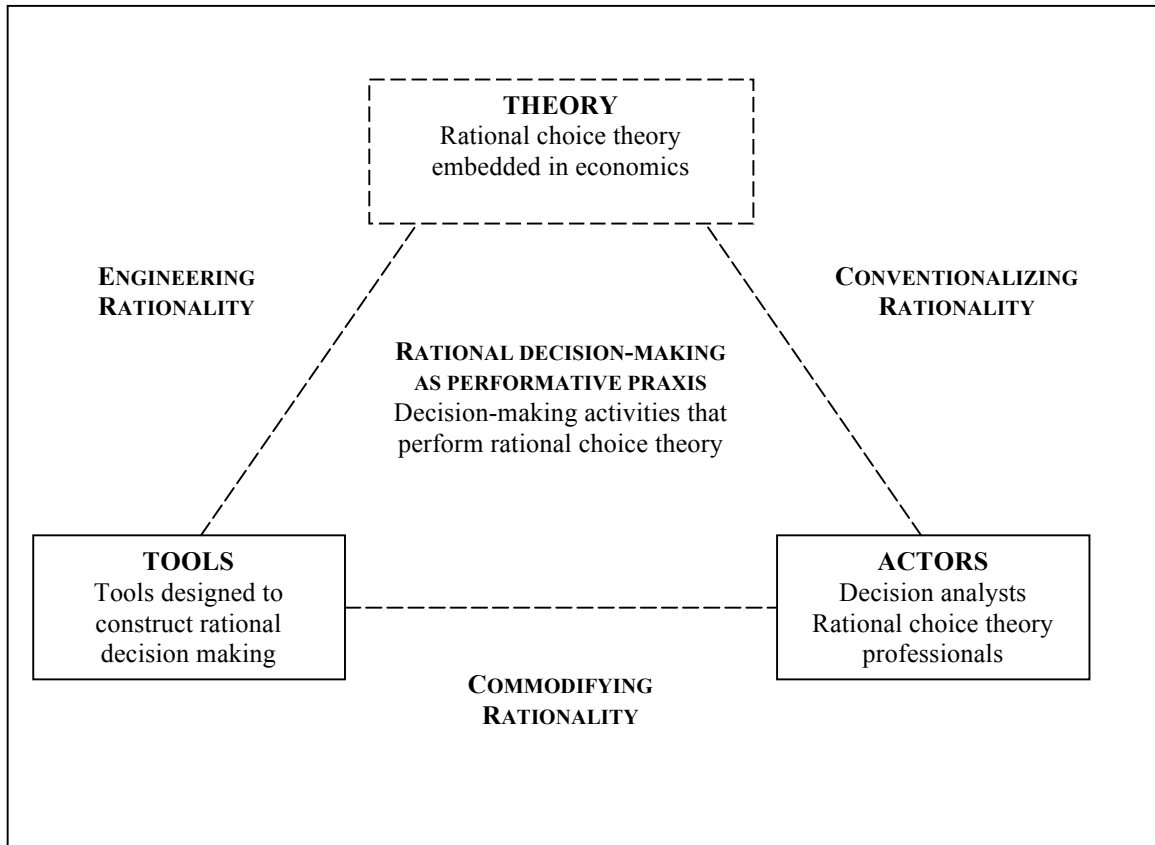 THEORY
Rational choice theory
embedded in economics
ENGINEERING
RATIONALITY
CONVENTIONALIZING
RATIONALITY
RATIONAL DECISION-MAKING
AS PERFORMATIVE PRAXIS
Decision-making activities that
perform rational choice theory
TOOLS
Tools designed to
construct rational
decision making
ACTORS
Decision analysts
Rational choice theory
professionals
COMMODIFYING
RATIONALITY